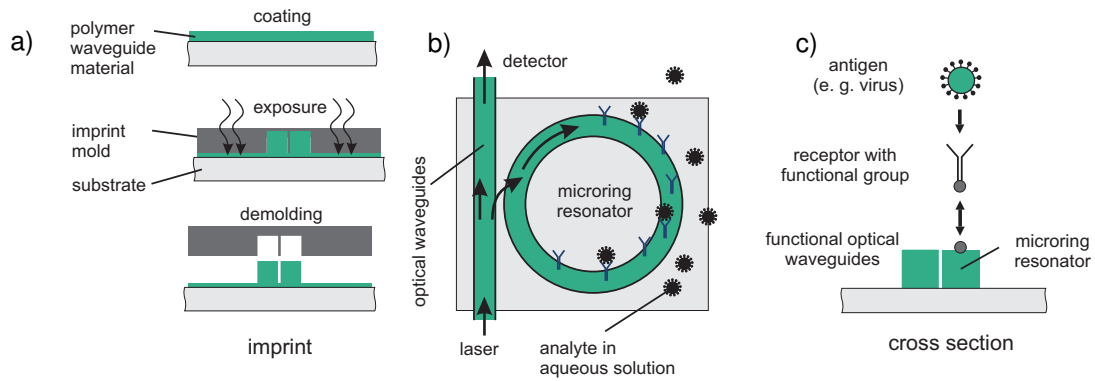 a)
coating
polymer
waveguide
material
exposure
imprint
mold
substrate
demolding
imprint
b)
detector
optical waveguides
microring
resonator
laser
analyte in
aqueous solution
c)
antigen
(e. g. virus)
receptor with
functional group
functional optical
waveguides
microring
resonator
cross section